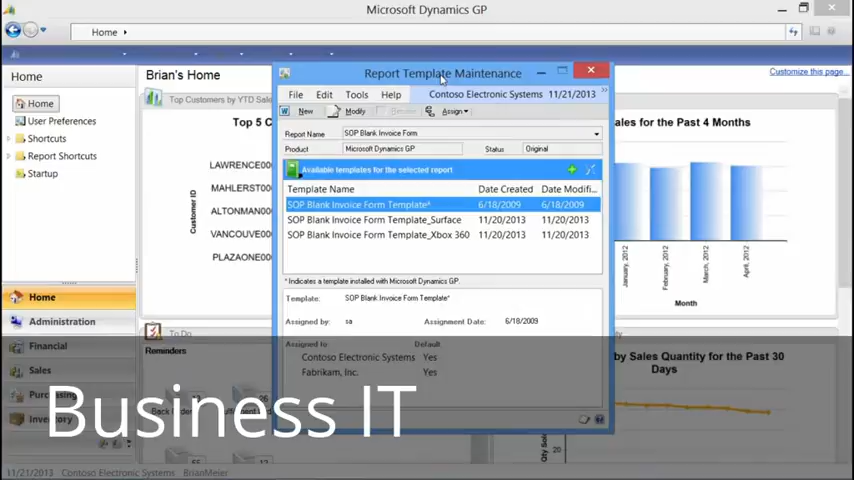 Microsoft Dynamics GP
Home
Home
Brian's Home
Customize this page...
Home
User Preferences
Shortcuts
Report Shortcuts
Startup
Top Customers by YTD Sale
Top 5 C
Customer ID
LAWRENCE00
MAHLERST0
ALTONMAN0
VANCOUVE0
PLAZAONE0
Report Template Maintenance
File Edit Tools Help
Contoso Electronic Systems 11/21/2013
New Modify Assign
Report Name SOP Blank Invoice Form
Product Microsoft Dynamics GP Status Original
Available templates for the selected report
Template Name Date Created Date Modifi...
SOP Blank Invoice Form Template* 6/18/2009 6/18/2009
SOP Blank Invoice Form Template_Surface 11/20/2013 11/20/2013
SOP Blank Invoice Form Template_Xbox 360 11/20/2013 11/20/2013
* Indicates a template installed with Microsoft Dynamics GP.
Template: SOP Blank Invoice Form Template*
Assigned by: sa Assignment Date: 6/18/2009
Assigned to Default
Contoso Electronic Systems Yes
Fabrikam, Inc. Yes
ales for the Past 4 Months
January, 2012
February, 2012
March, 2012
April, 2012
Month
Home
Administration
Financial
Sales
Purchasing
Inventory
To Do
Reminders
by Sales Quantity for the Past 30
Days
Business IT
11/21/2013 Contoso Electronic Systems BrianMeier